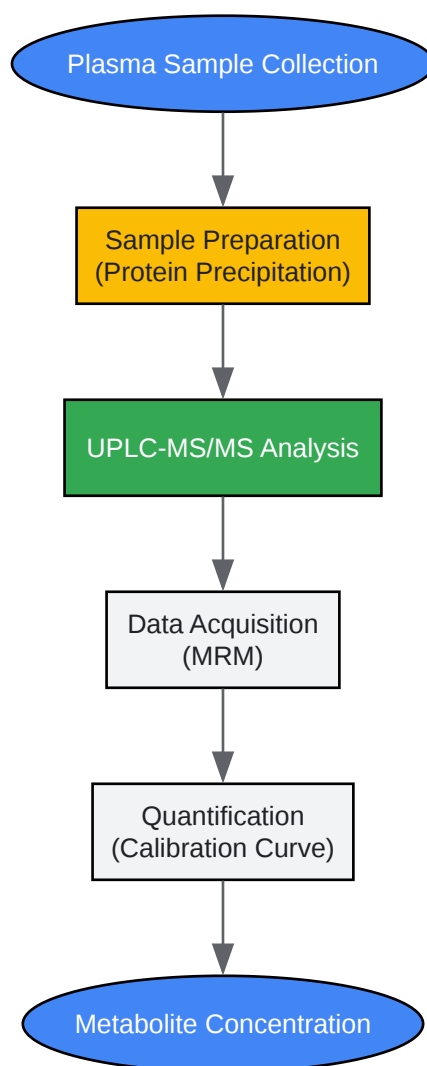 Plasma Sample Collection
Sample Preparation
(Protein Precipitation)
UPLC-MS/MS Analysis
Data Acquisition
(MRM)
Quantification
(Calibration Curve)
Metabolite Concentration